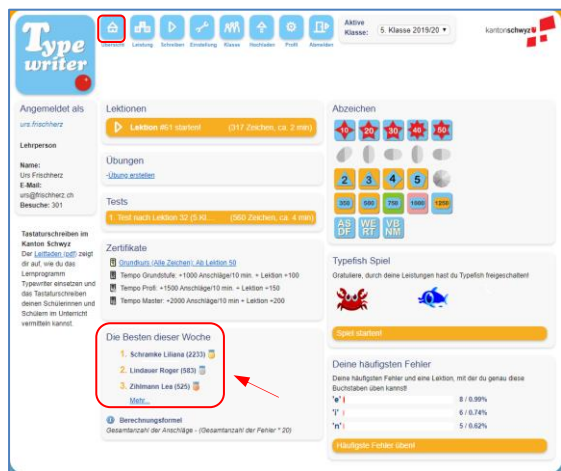 Type
writer
Übersicht
Leistung
Schreiben
Einstellung
Klasse
Hochladen
Profil
Abmelden
Aktive
Klasse:
5. Klasse 2019/20
kantonschwyz
Angemeldet als
urs.frischherz
Lehrperson
Name:
Urs Frischherz
E-Mail:
urs@frischherz.ch
Besuche: 301
Tastaturschreiben im
Kanton Schwyz
Der Leitfaden (pdf) zeigt
dir auf, wie du das
Lernprogramm
Typewriter einsetzen und
das Tastaturschreiben
deinen Schülerinnen und
Schülern im Unterricht
vermitteln kannst.
Lektionen
Lektion #61 starten! (317 Zeichen, ca. 2 min)
Übungen
-Übung erstellen
Tests
1. Test nach Lektion 32 (5.Kl... (560 Zeichen, ca. 4 min)
Zertifikate
Grundkurs (Alle Zeichen): Ab Lektion 50
Tempo Grundstufe: +1000 Anschläge/10 min. + Lektion +100
Tempo Profi: +1500 Anschläge/10 min. + Lektion +150
Tempo Master: +2000 Anschläge/10 min + Lektion +200
Die Besten dieser Woche
1. Schramke Liliana (2233)
2. Lindauer Roger (583)
3. Zihlmann Lea (525)
Mehr...
Berechnungsformel
Gesamtanzahl der Anschläge - (Gesamtanzahl der Fehler * 20)
Abzeichen
10 20 30 40 50
2 3 4 5
350 500 750 1000 1250
AS DF WE RT VB NM
Typefish Spiel
Gratuliere, durch deine Leistungen hast du Typefish freigeschalten!
Spiel starten!
Deine häufigsten Fehler
Deine häufigsten Fehler und eine Lektion, mit der du genau diese
Buchstaben üben kannst!
'e' 8 / 0.99%
'i' 6 / 0.74%
'n' 5 / 0.62%
Häufigste Fehler üben!